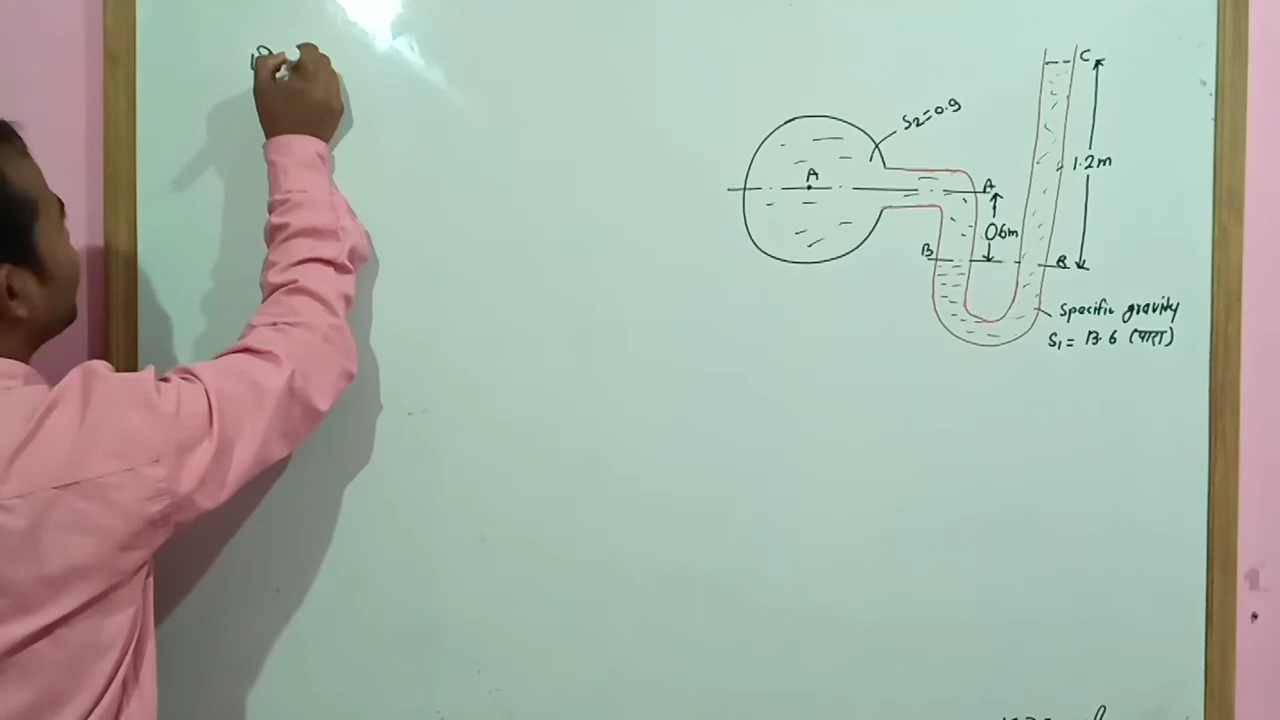 S₂=0.9
C
A
A
1.2m
0.6m
B
B
Specific gravity
S₁ = 13.6 (पारा)